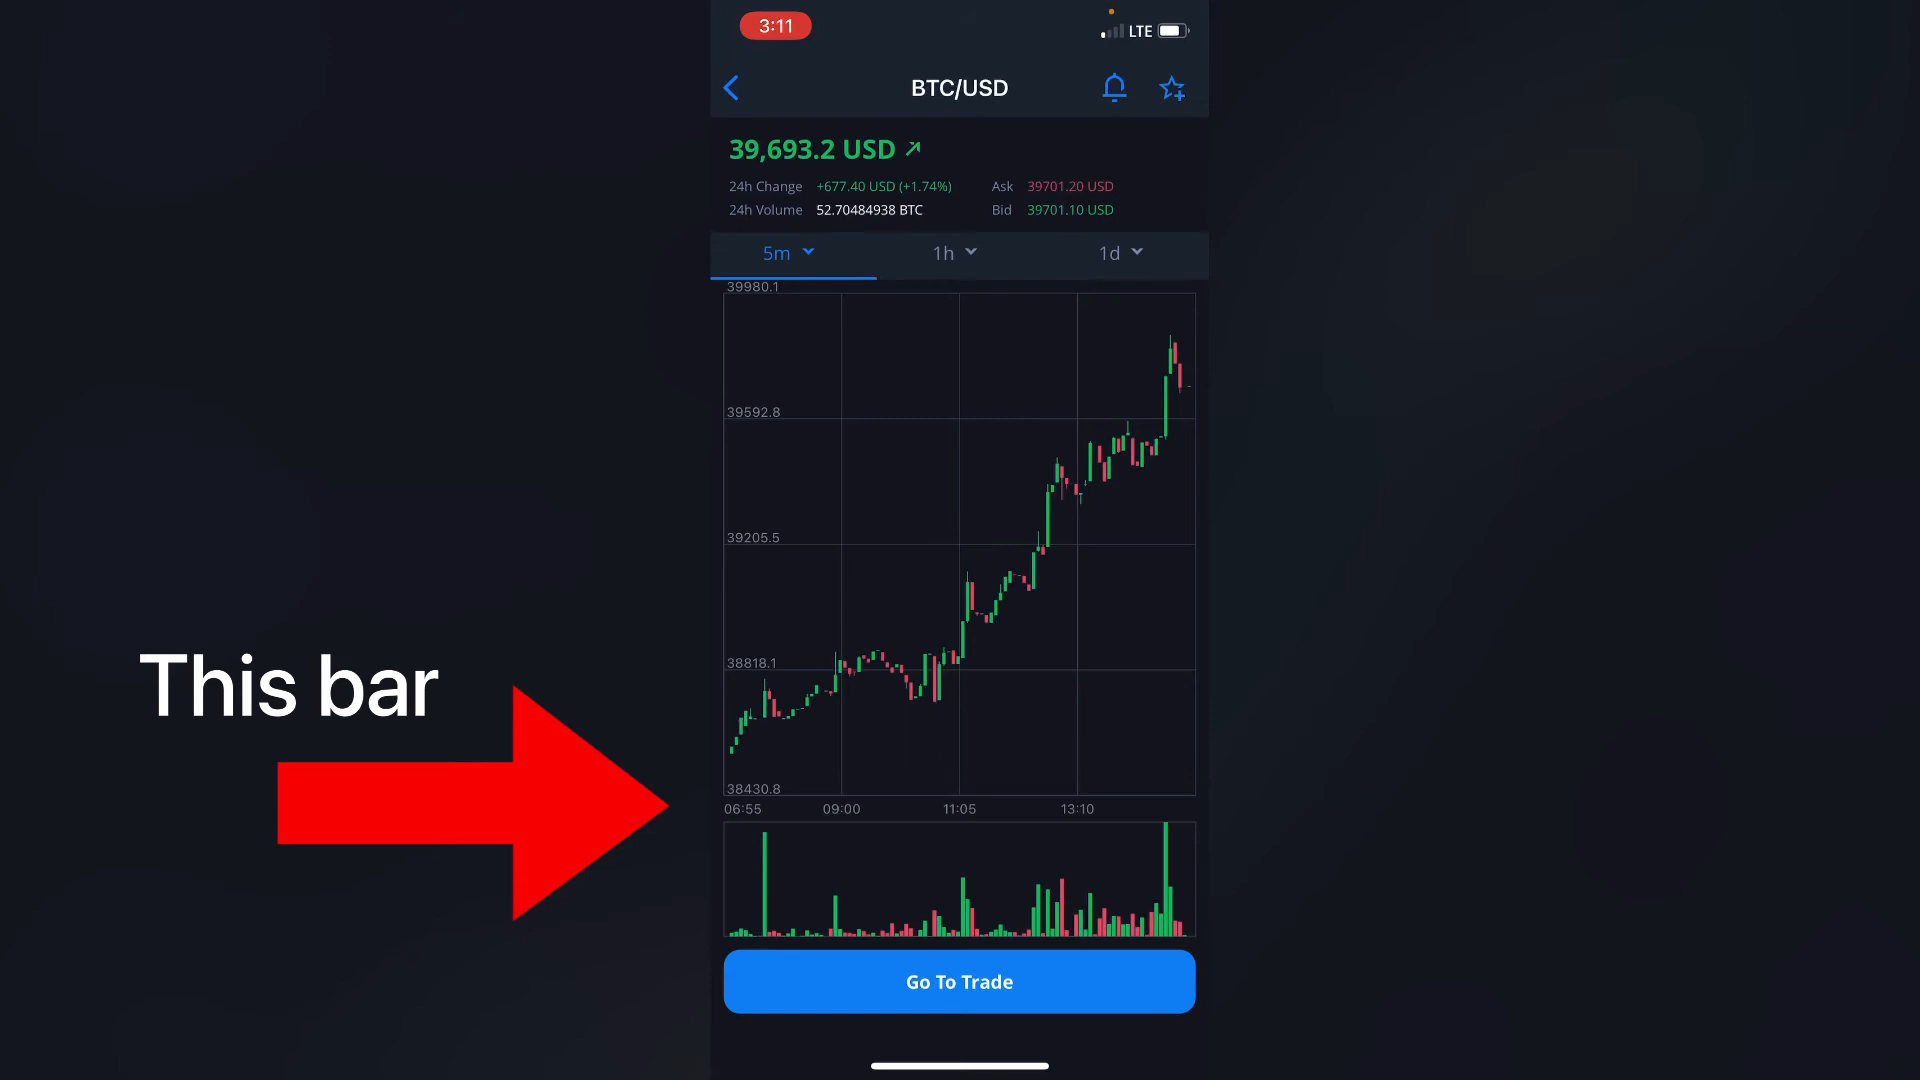 3:11
LTE
BTC/USD
39,693.2 USD
24h Change +677.40 USD (+1.74%) Ask 39701.20 USD
24h Volume 52.70484938 BTC Bid 39701.10 USD
5m 1h 1d
39980.1
39592.8
39205.5
This bar
38818.1
38430.8
06:55 09:00 11:05 13:10
Go To Trade